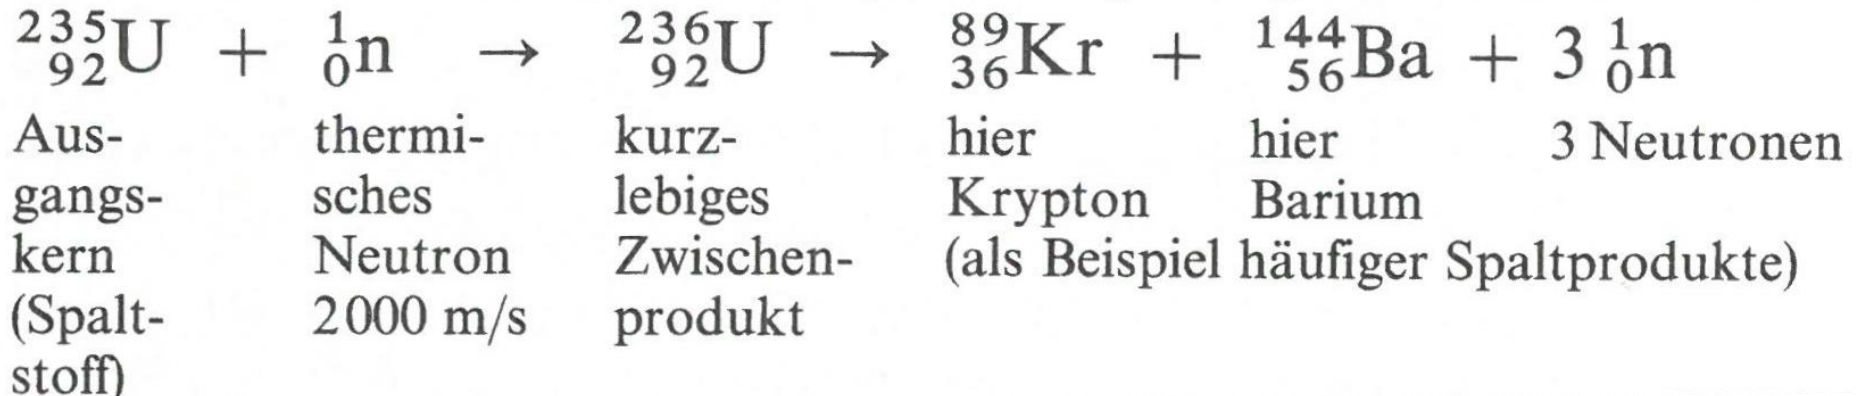 ²³⁵₉₂U + ¹₀n → ²³⁶₉₂U → ⁸⁹₃₆Kr + ¹⁴⁴₅₆Ba + 3 ¹₀n
Aus- thermi- kurz- hier hier 3 Neutronen
gangs- sches lebiges Krypton Barium
kern Neutron Zwischen- (als Beispiel häufiger Spaltprodukte)
(Spalt- 2000 m/s produkt
stoff)